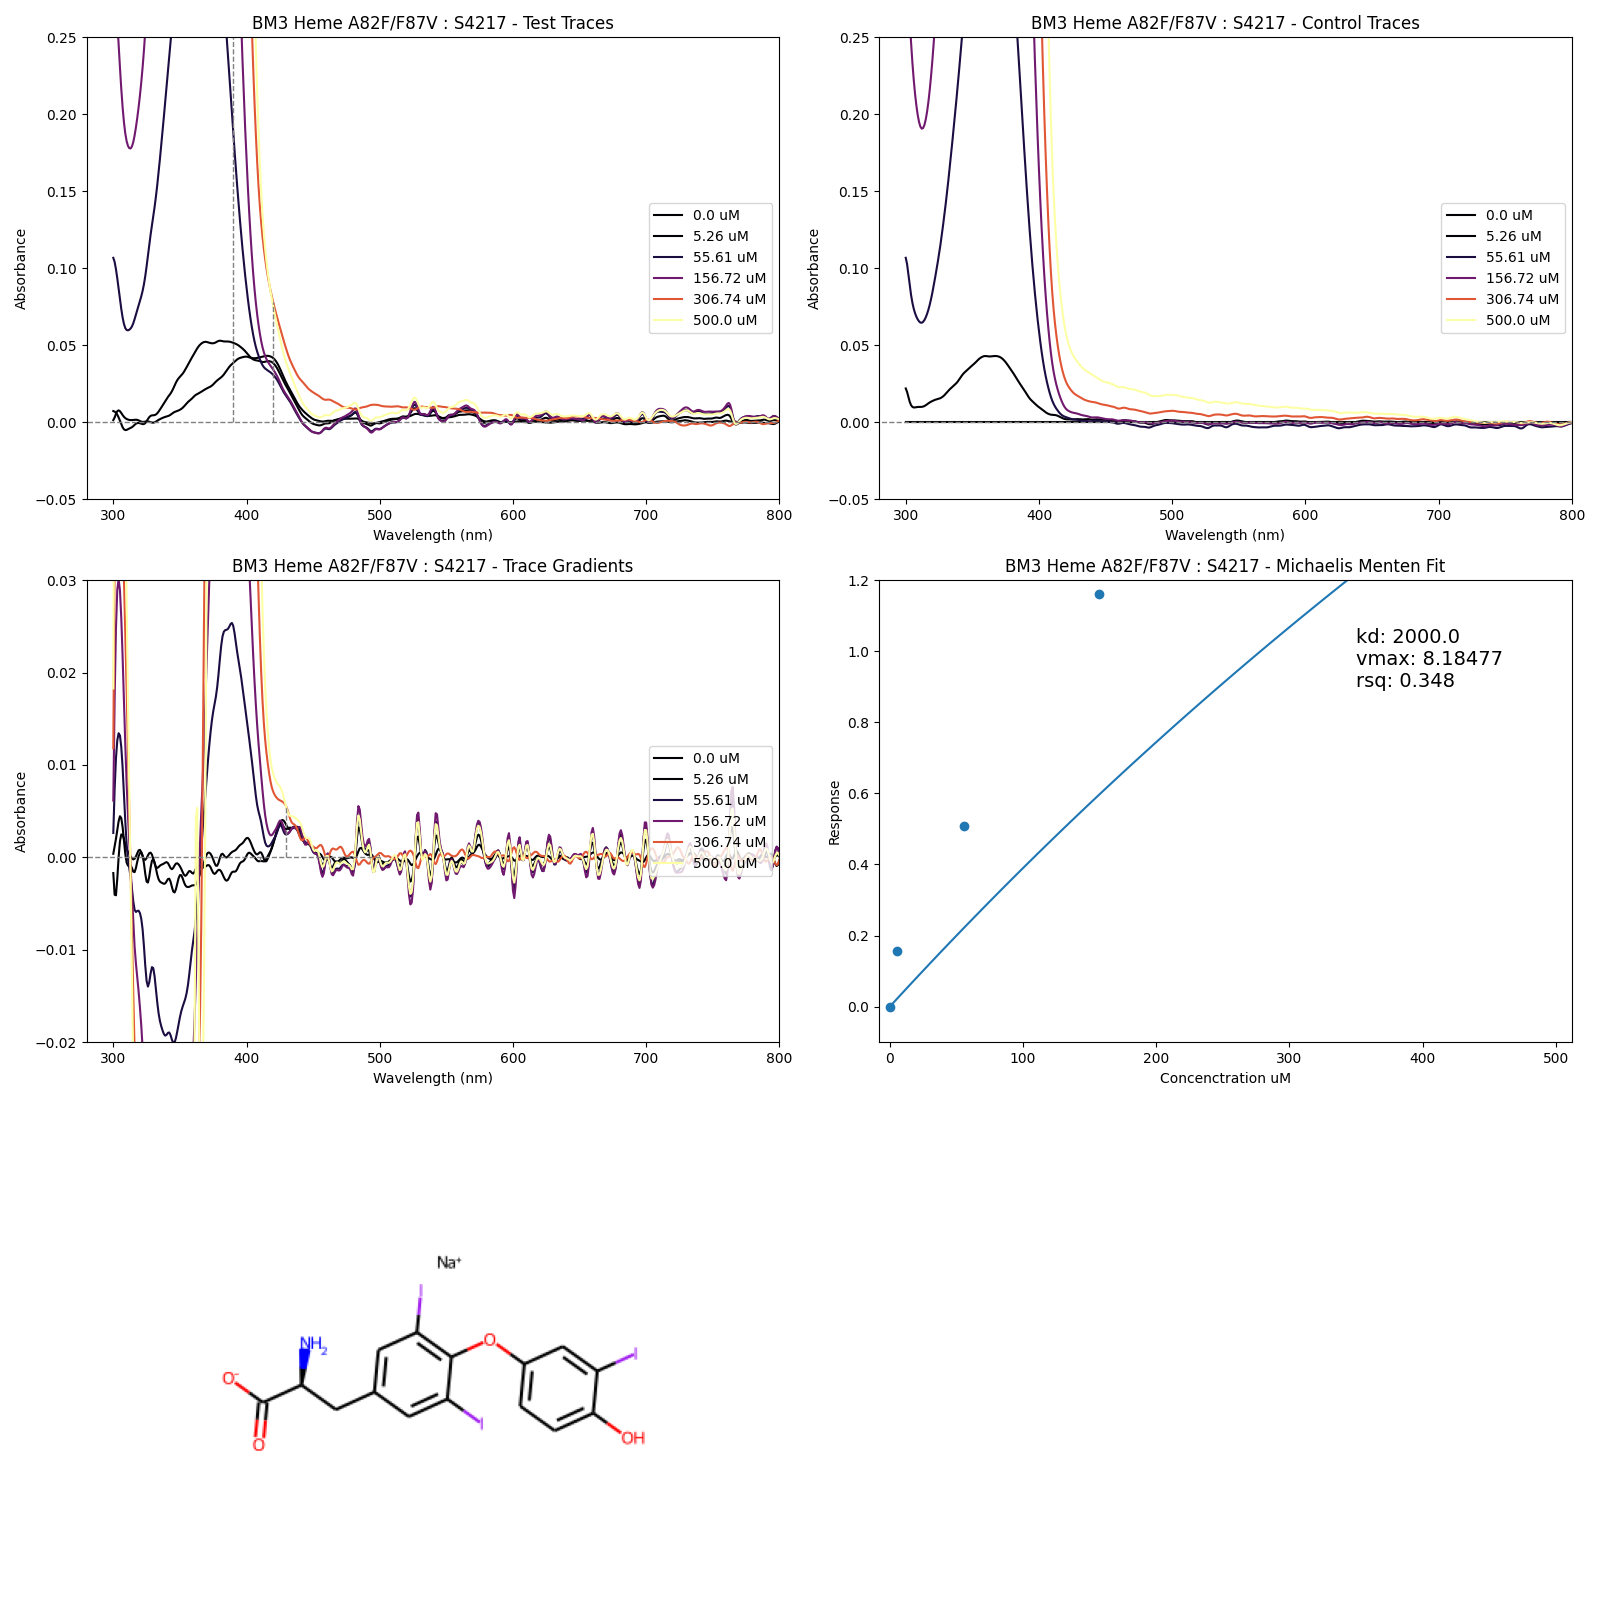 BM3 Heme A82F/F87V : S4217 - Test Traces
0.25
0.20
0.15
0.10
0.05
0.00
−0.05
Absorbance
300
400
500
600
700
800
Wavelength (nm)
0.0 uM
5.26 uM
55.61 uM
156.72 uM
306.74 uM
500.0 uM
BM3 Heme A82F/F87V : S4217 - Control Traces
0.25
0.20
0.15
0.10
0.05
0.00
−0.05
Absorbance
300
400
500
600
700
800
Wavelength (nm)
0.0 uM
5.26 uM
55.61 uM
156.72 uM
306.74 uM
500.0 uM
BM3 Heme A82F/F87V : S4217 - Trace Gradients
0.03
0.02
0.01
0.00
−0.01
−0.02
Absorbance
300
400
500
600
700
800
Wavelength (nm)
0.0 uM
5.26 uM
55.61 uM
156.72 uM
306.74 uM
500.0 uM
BM3 Heme A82F/F87V : S4217 - Michaelis Menten Fit
1.2
1.0
0.8
0.6
0.4
0.2
0.0
Response
0
100
200
300
400
500
Concenctration uM
kd: 2000.0
vmax: 8.18477
rsq: 0.348
Na⁺
I
NH₂
O
I
O⁻
I
O
OH